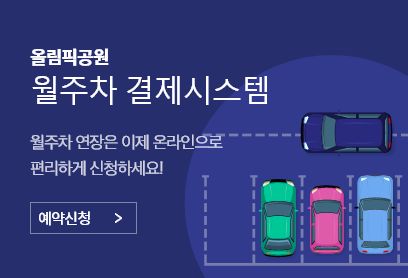 올림픽공원
월주차 결제시스템
월주차 연장은 이제 온라인으로
편리하게 신청하세요!
예약신청 >